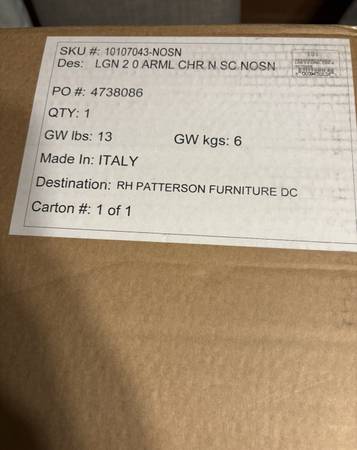 SKU #: 10107043-NOSN
Des: LGN 2 0 ARML CHR N SC NOSN
PO #: 4738086
QTY: 1
GW lbs: 13 GW kgs: 6
Made In: ITALY
Destination: RH PATTERSON FURNITURE DC
Carton #: 1 of 1